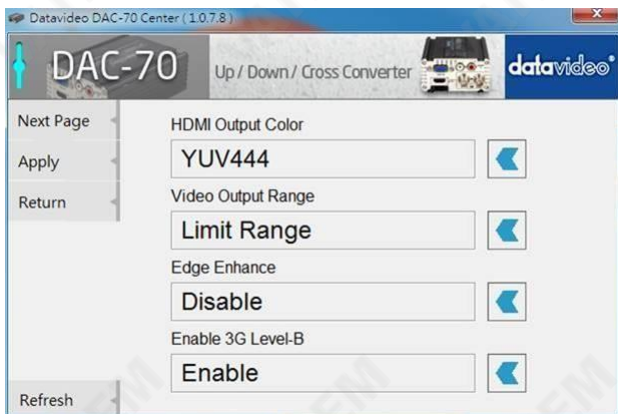 Datavideo DAC-70 Center ( 1.0.7.8 )
DAC-70
Up / Down / Cross Converter
datavideo
Next Page
Apply
Return
Refresh
HDMI Output Color
YUV444
Video Output Range
Limit Range
Edge Enhance
Disable
Enable 3G Level-B
Enable